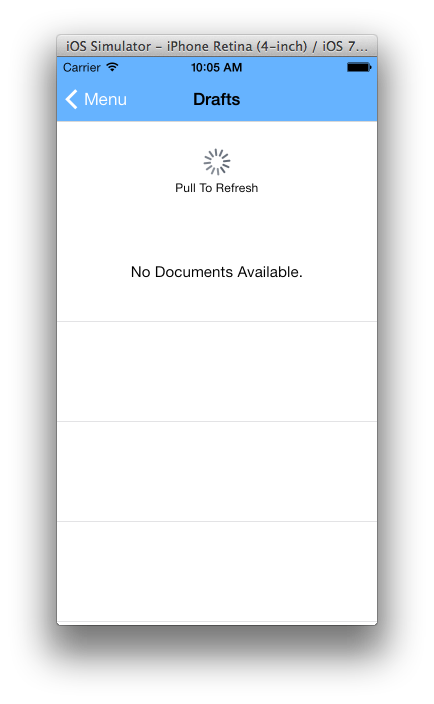 iOS Simulator – iPhone Retina (4-inch) / iOS 7...
Carrier 10:05 AM
Menu Drafts
Pull To Refresh
No Documents Available.